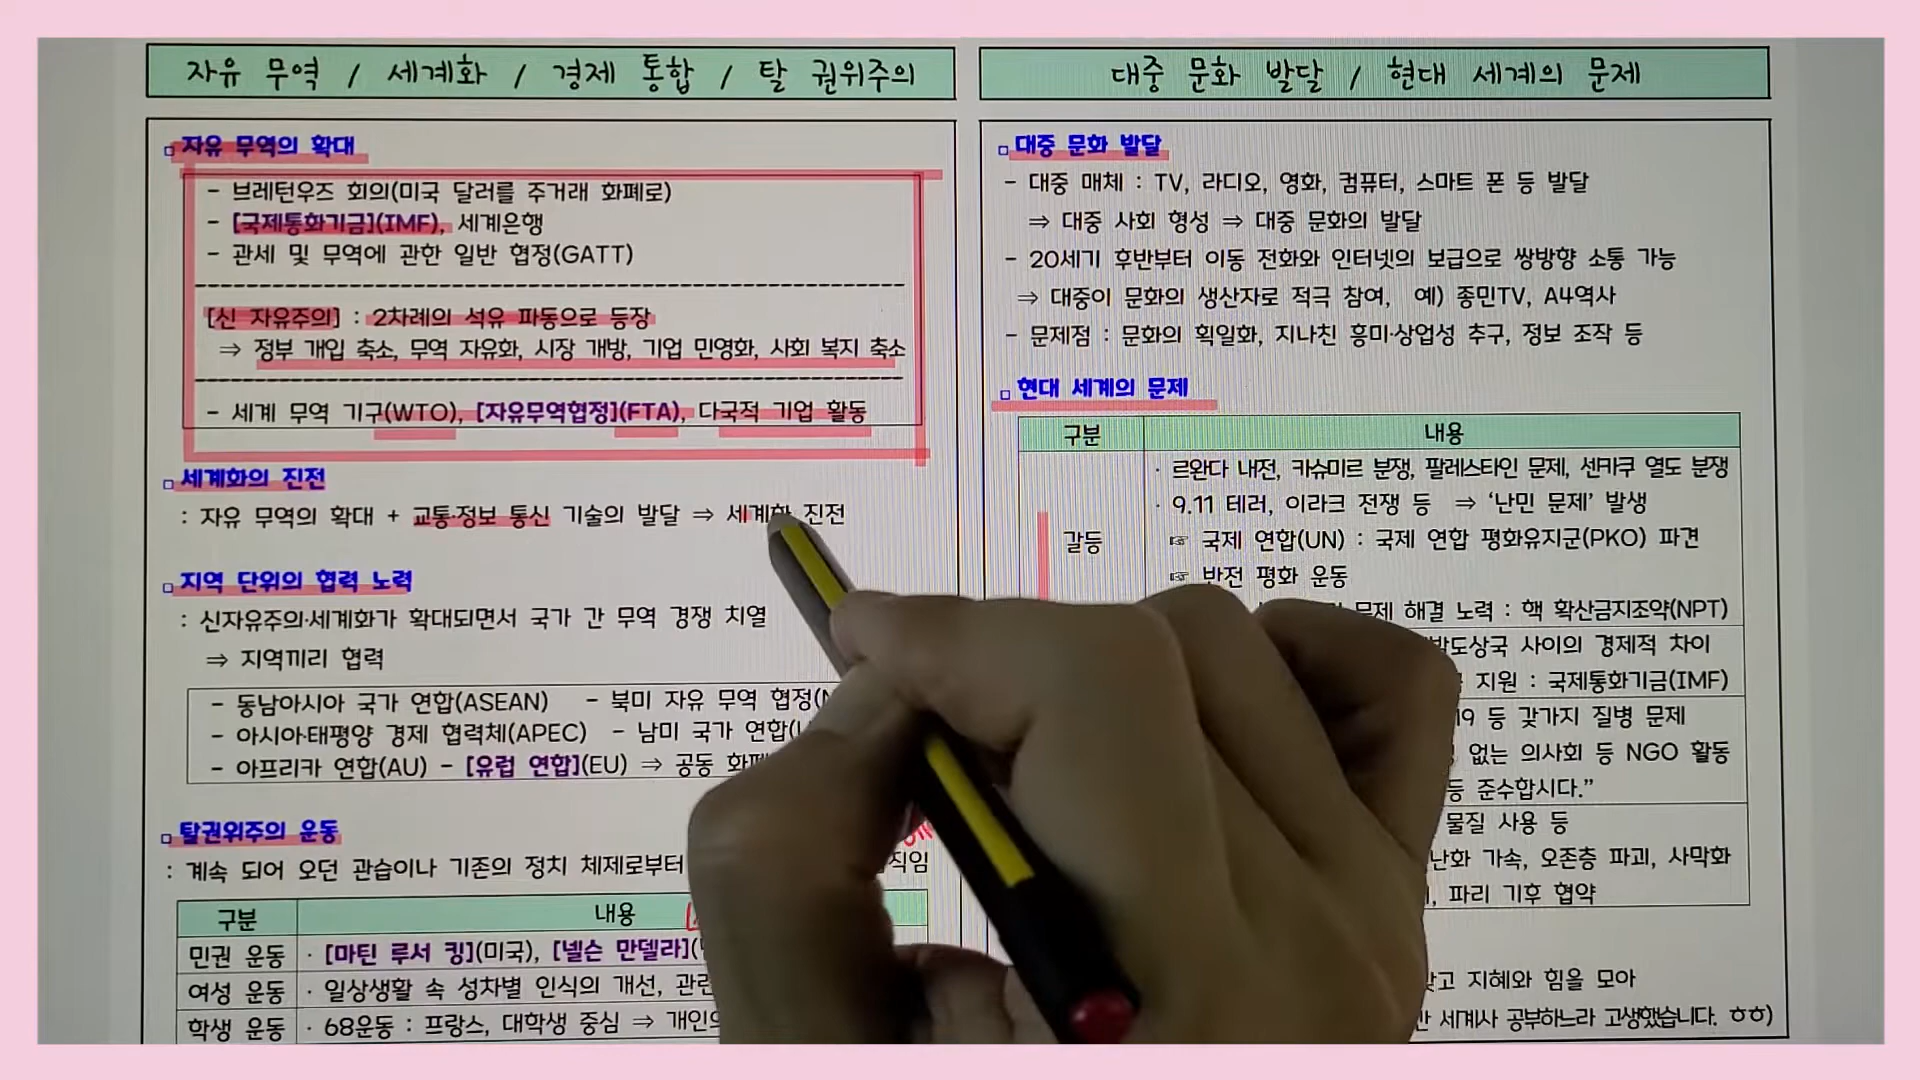 자유 무역 / 세계화 / 경제 통합 / 탈 권위주의
□ 자유 무역의 확대
- 브레턴우즈 회의(미국 달러를 주거래 화폐로)
- [국제통화기금](IMF), 세계은행
- 관세 및 무역에 관한 일반 협정(GATT)
[신 자유주의] : 2차례의 석유 파동으로 등장
⇒ 정부 개입 축소, 무역 자유화, 시장 개방, 기업 민영화, 사회 복지 축소
- 세계 무역 기구(WTO), [자유무역협정](FTA), 다국적 기업 활동
□ 세계화의 진전
: 자유 무역의 확대 + 교통·정보 통신 기술의 발달 ⇒ 세계화 진전
□ 지역 단위의 협력 노력
: 신자유주의·세계화가 확대되면서 국가 간 무역 경쟁 치열
⇒ 지역끼리 협력
- 동남아시아 국가 연합(ASEAN) - 북미 자유 무역 협정(
- 아시아·태평양 경제 협력체(APEC) - 남미 국가 연합(
- 아프리카 연합(AU) - [유럽 연합](EU) ⇒ 공동
□ 탈권위주의 운동
: 계속 되어 오던 관습이나 기존의 정치 체제로부터 직임
구분 내용
민권 운동 · [마틴 루서 킹](미국), [넬슨 만델라](
여성 운동 · 일상생활 속 성차별 인식의 개선,
학생 운동 · 68운동 : 프랑스, 대학생 중심 ⇒
대중 문화 발달 / 현대 세계의 문제
□ 대중 문화 발달
- 대중 매체 : TV, 라디오, 영화, 컴퓨터, 스마트 폰 등 발달
⇒ 대중 사회 형성 ⇒ 대중 문화의 발달
- 20세기 후반부터 이동 전화와 인터넷의 보급으로 쌍방향 소통 가능
⇒ 대중이 문화의 생산자로 적극 참여, 예) 종민TV, A4역사
- 문제점 : 문화의 획일화, 지나친 흥미·상업성 추구, 정보 조작 등
□ 현대 세계의 문제
구분 내용
갈등
· 르완다 내전, 카슈미르 분쟁, 팔레스타인 문제, 센카쿠 열도 분쟁
· 9.11 테러, 이라크 전쟁 등 ⇒ ‘난민 문제’ 발생
☞ 국제 연합(UN) : 국제 연합 평화유지군(PKO) 파견
☞ 반전 평화 운동
문제 해결 노력 : 핵 확산금지조약(NPT)
도상국 사이의 경제적 차이
지원 : 국제통화기금(IMF)
19 등 갖가지 질병 문제
없는 의사회 등 NGO 활동
등 준수합시다.”
물질 사용 등
난화 가속, 오존층 파괴, 사막화
, 파리 기후 협약
갖고 지혜와 힘을 모아
세계사 공부하느라 고생했습니다. ㅎㅎ)